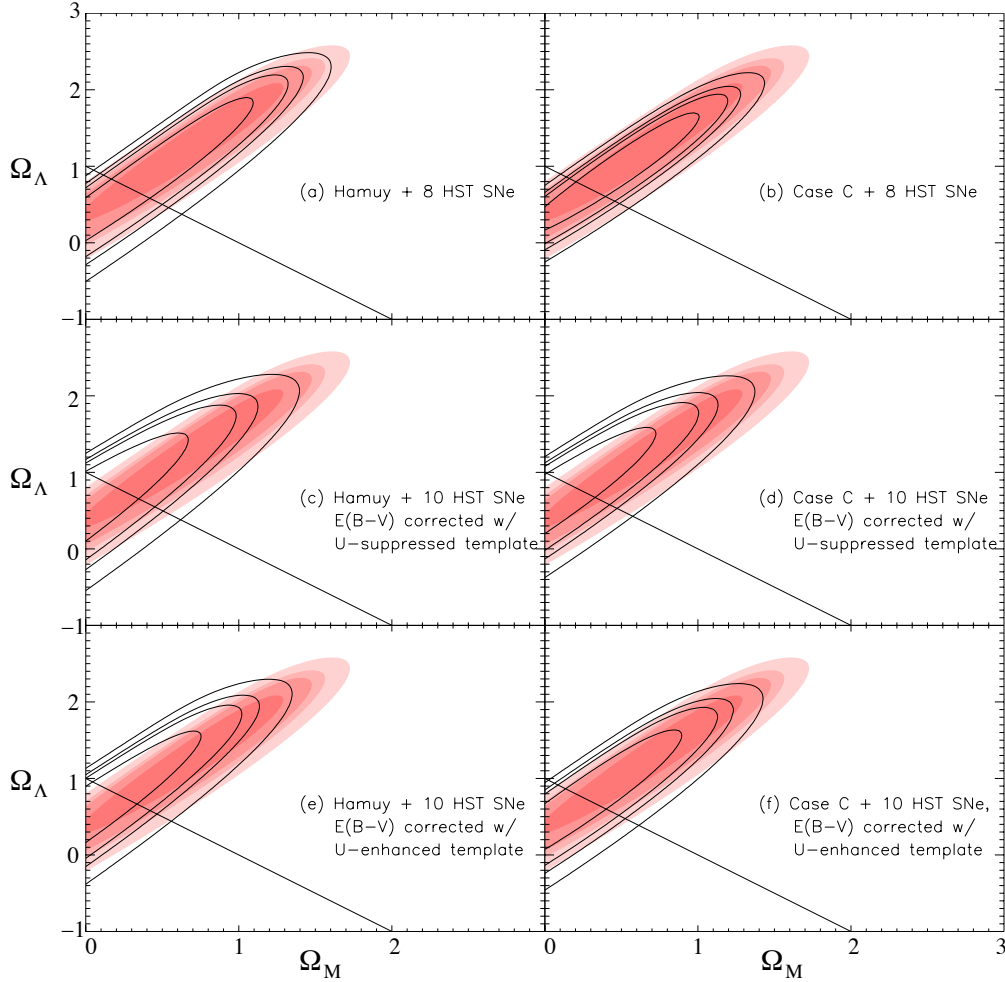 3
2
1
0
−1
Ω_Λ
(a) Hamuy + 8 HST SNe
(b) Case C + 8 HST SNe
2
1
0
−1
Ω_Λ
(c) Hamuy + 10 HST SNe
E(B−V) corrected w/
U−suppressed template
(d) Case C + 10 HST SNe
E(B−V) corrected w/
U−suppressed template
2
1
0
−1
Ω_Λ
(e) Hamuy + 10 HST SNe
E(B−V) corrected w/
U−enhanced template
(f) Case C + 10 HST SNe,
E(B−V) corrected w/
U−enhanced template
0 1 2 0 1 2 3
Ω_M Ω_M